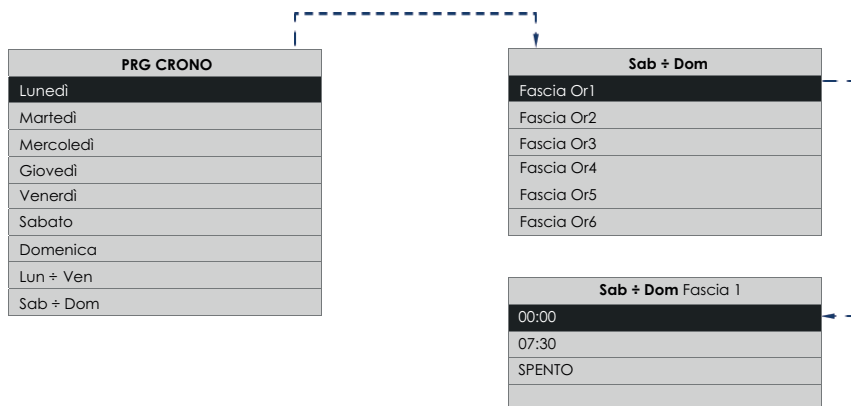 PRG CRONO
Lunedì
Martedì
Mercoledì
Giovedì
Venerdì
Sabato
Domenica
Lun ÷ Ven
Sab ÷ Dom
Sab ÷ Dom
Fascia Or1
Fascia Or2
Fascia Or3
Fascia Or4
Fascia Or5
Fascia Or6
Sab ÷ Dom Fascia 1
00:00
07:30
SPENTO